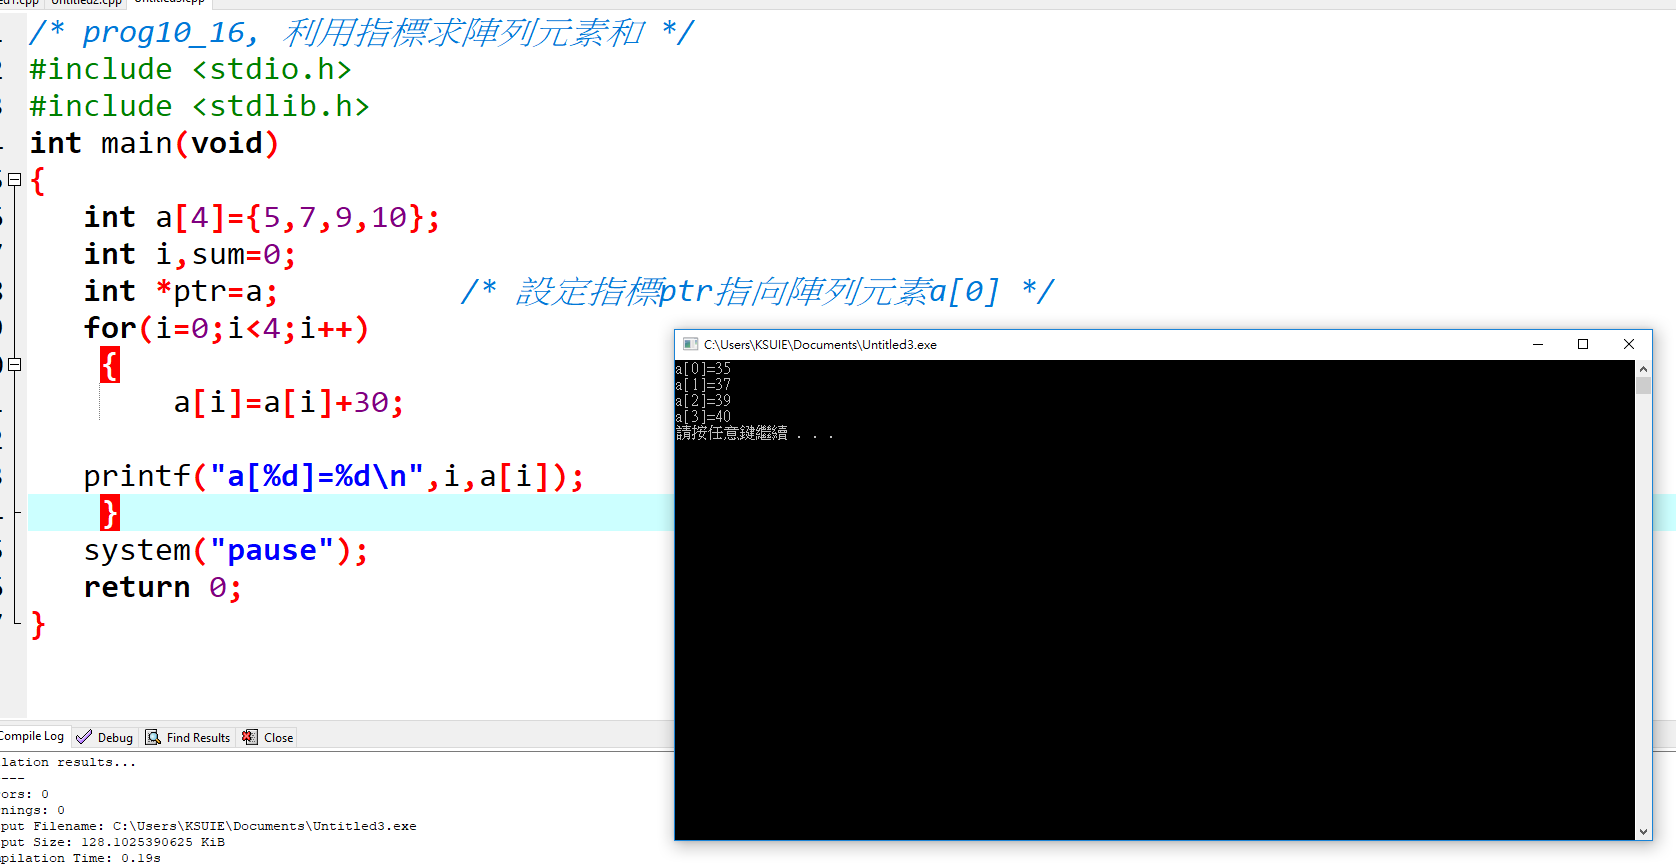 Untitled2.cpp
/* prog10_16, 利用指標求陣列元素和 */
#include <stdio.h>
#include <stdlib.h>
int main(void)
{
int a[4]={5,7,9,10};
int i,sum=0;
int *ptr=a; /* 設定指標ptr指向陣列元素a[0] */
for(i=0;i<4;i++)
{
a[i]=a[i]+30;
printf("a[%d]=%d\n",i,a[i]);
}
system("pause");
return 0;
}
C:\Users\KSUIE\Documents\Untitled3.exe
a[0]=35
a[1]=37
a[2]=39
a[3]=40
請按任意鍵繼續 . . .
Compile Log Debug Find Results Close
lation results...
----
ors: 0
nings: 0
put Filename: C:\Users\KSUIE\Documents\Untitled3.exe
put Size: 128.1025390625 KiB
pilation Time: 0.19s